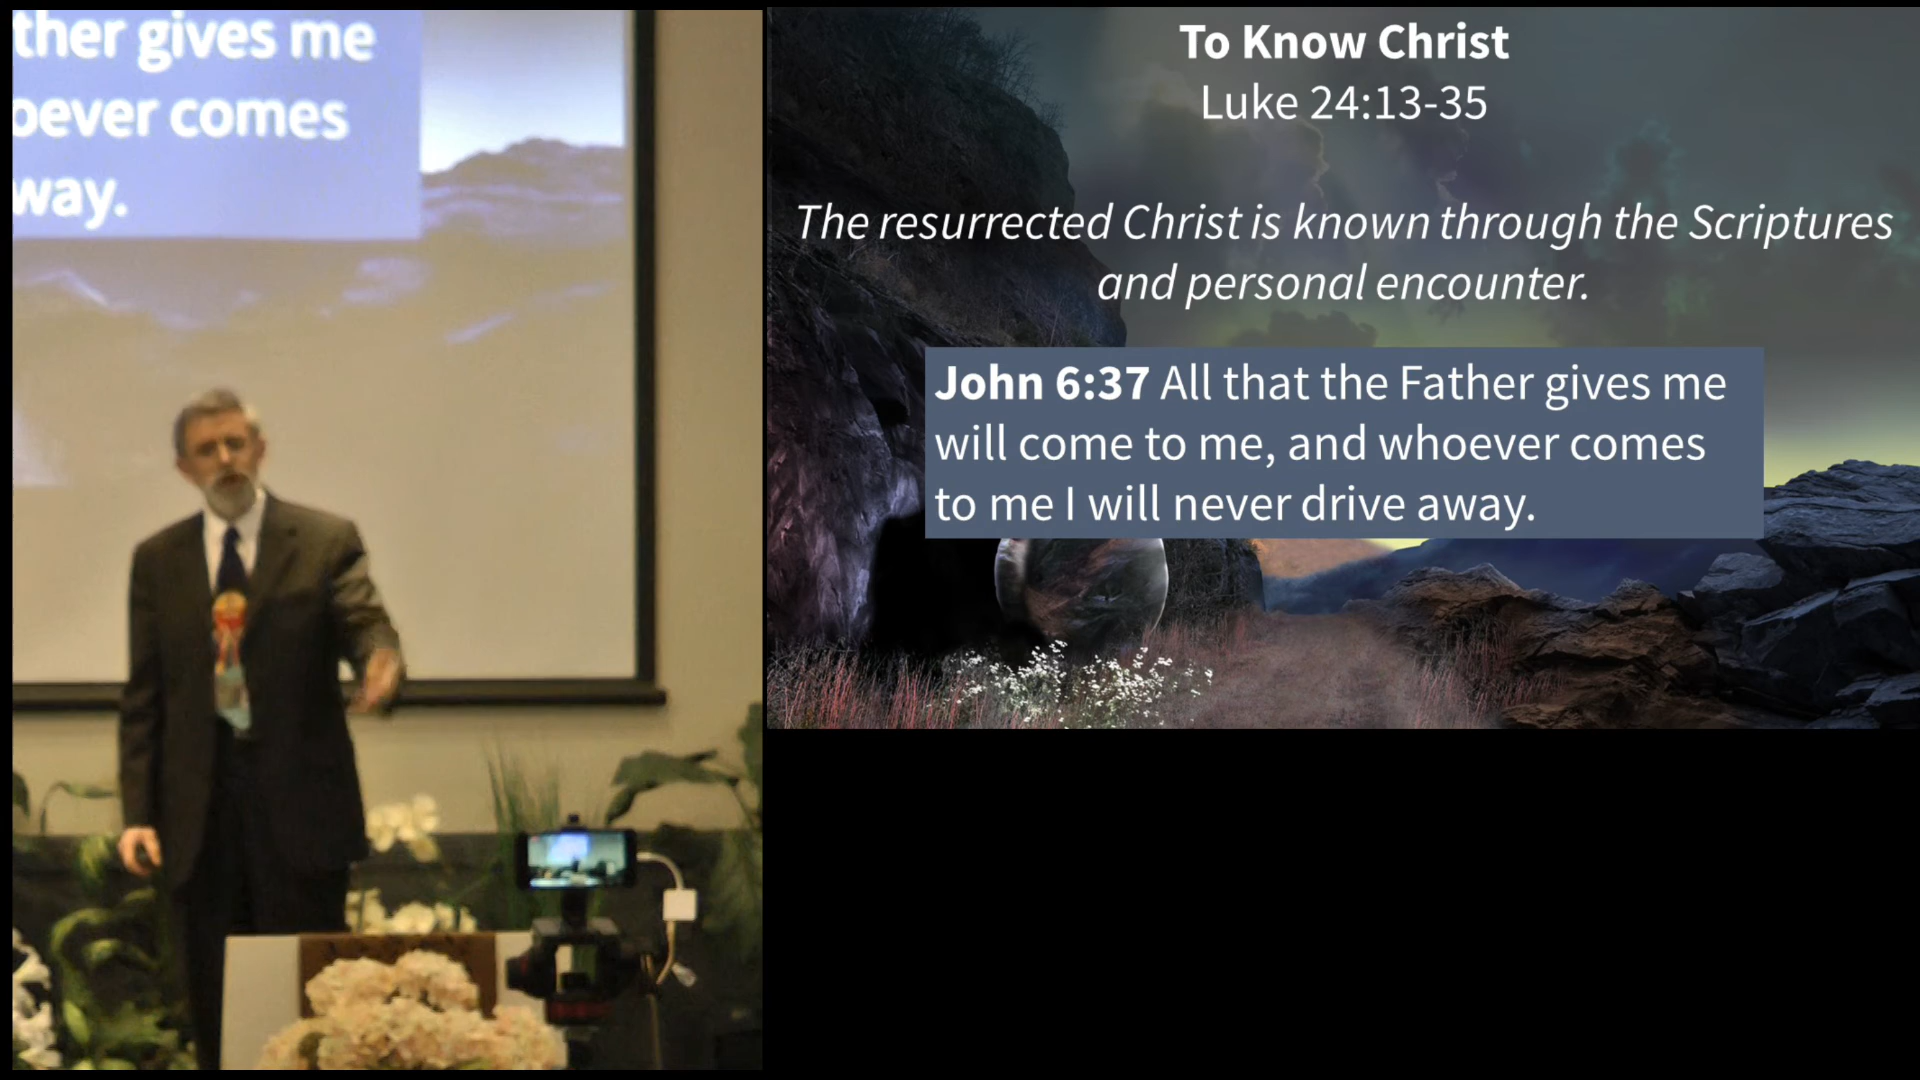 ther gives me
oever comes
way.
To Know Christ
Luke 24:13-35
The resurrected Christ is known through the Scriptures
and personal encounter.
John 6:37 All that the Father gives me
will come to me, and whoever comes
to me I will never drive away.